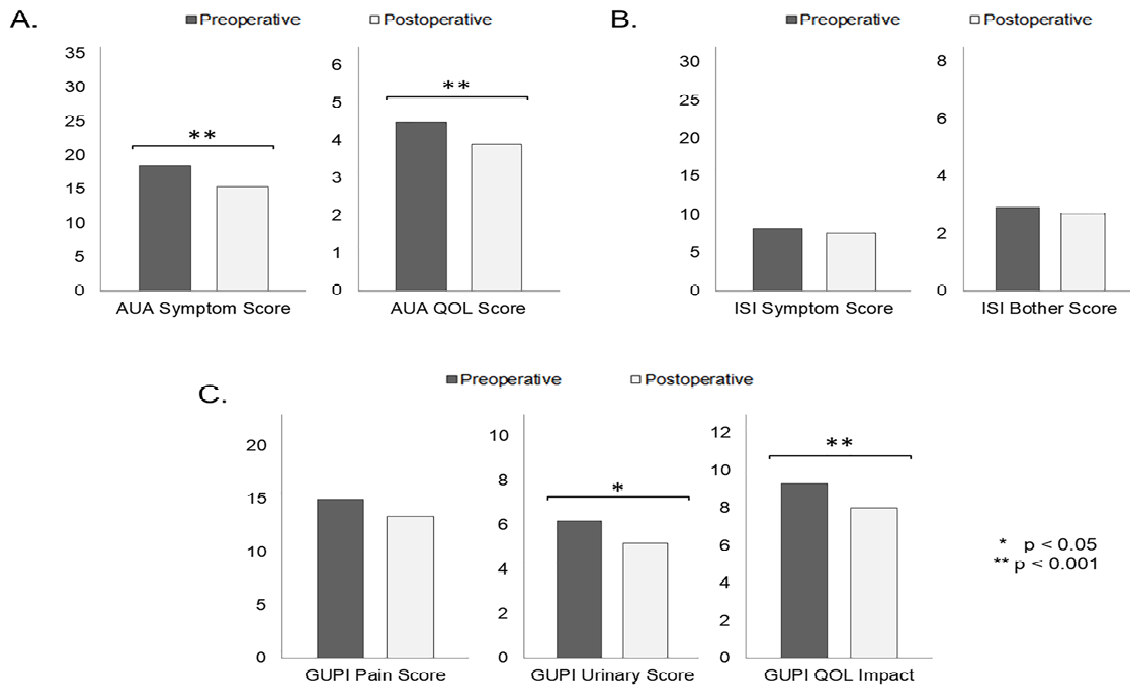 A.
Preoperative
Postoperative
35
30
25
20
15
10
5
0
**
AUA Symptom Score
6
5
4
3
2
1
0
**
AUA QOL Score
B.
Preoperative
Postoperative
30
25
20
15
10
5
0
ISI Symptom Score
8
6
4
2
0
ISI Bother Score
C.
Preoperative
Postoperative
20
15
10
5
0
GUPI Pain Score
10
8
6
4
2
0
*
GUPI Urinary Score
12
10
8
6
4
2
0
**
GUPI QOL Impact
* p < 0.05
** p < 0.001